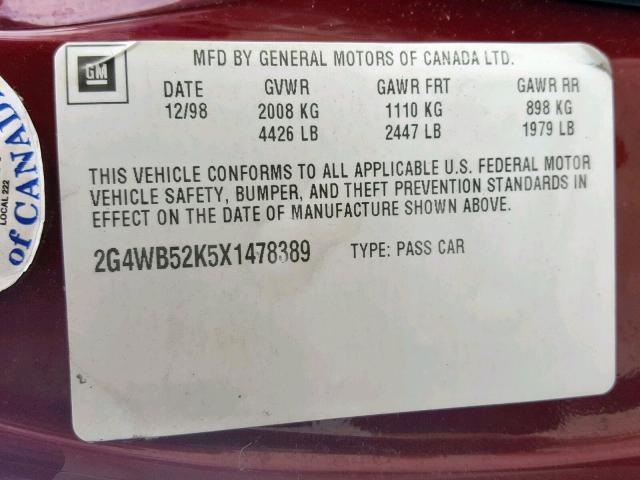 GM
MFD BY GENERAL MOTORS OF CANADA LTD.
DATE GVWR GAWR FRT GAWR RR
12/98 2008 KG 1110 KG 898 KG
4426 LB 2447 LB 1979 LB
THIS VEHICLE CONFORMS TO ALL APPLICABLE U.S. FEDERAL MOTOR
VEHICLE SAFETY, BUMPER, AND THEFT PREVENTION STANDARDS IN
EFFECT ON THE DATE OF MANUFACTURE SHOWN ABOVE.
2G4WB52K5X1478389 TYPE: PASS CAR
of CANADA
LOCAL 222